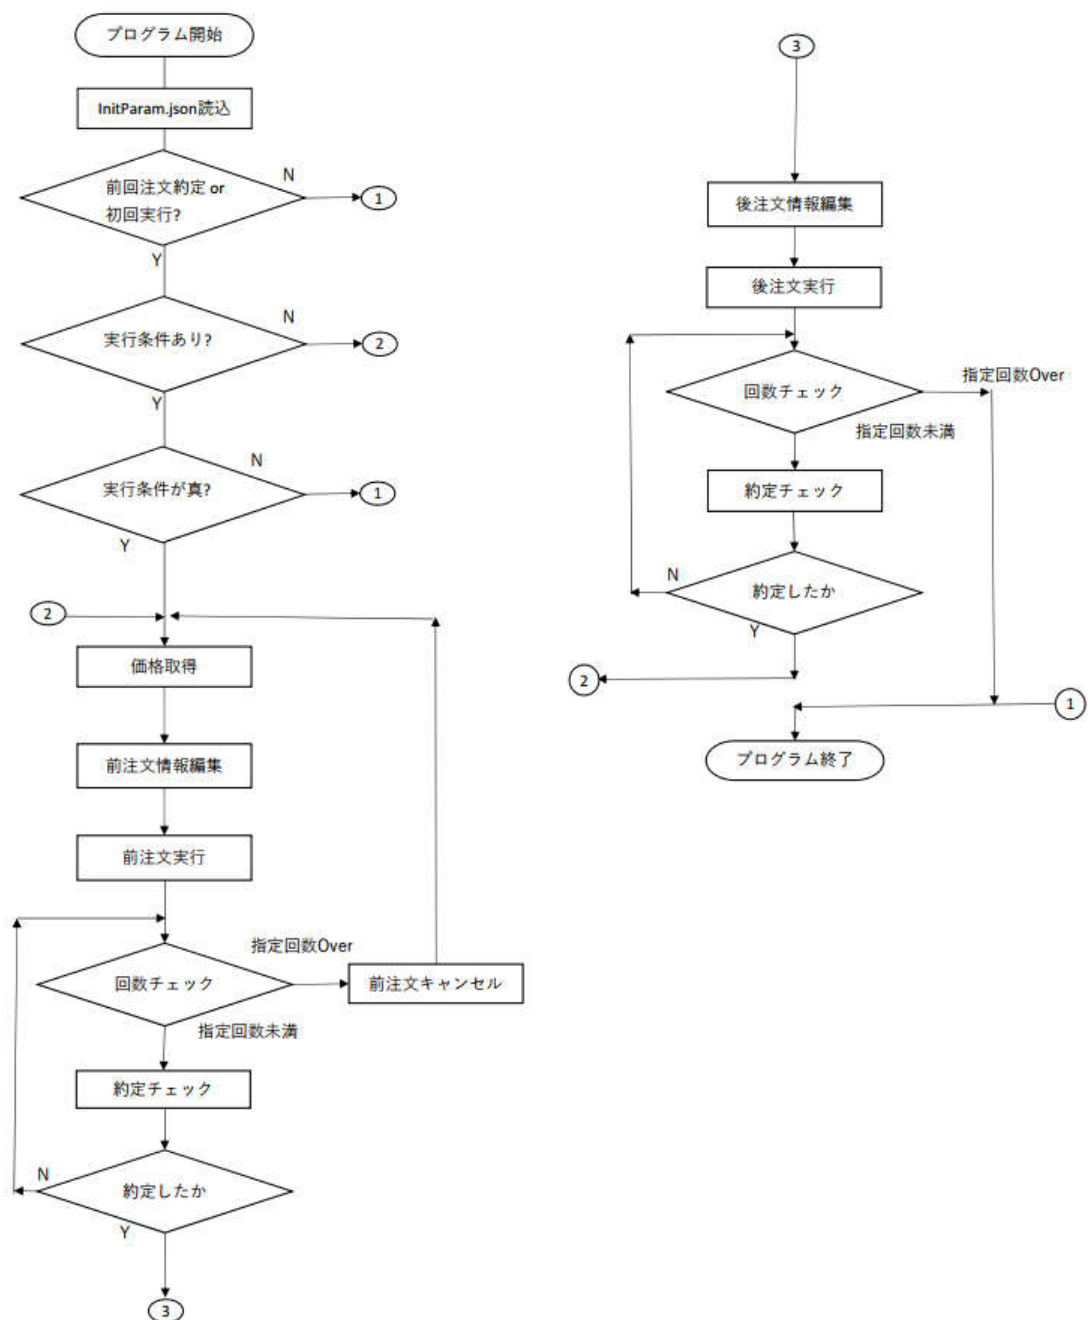 プログラム開始
InitParam.json読込
前回注文約定 or
初回実行?
N
1
Y
実行条件あり?
N
2
Y
実行条件が真?
N
1
Y
2
価格取得
前注文情報編集
前注文実行
回数チェック
指定回数Over
前注文キャンセル
指定回数未満
約定チェック
約定したか
N
Y
3
3
後注文情報編集
後注文実行
回数チェック
指定回数Over
指定回数未満
約定チェック
約定したか
N
Y
2
1
プログラム終了